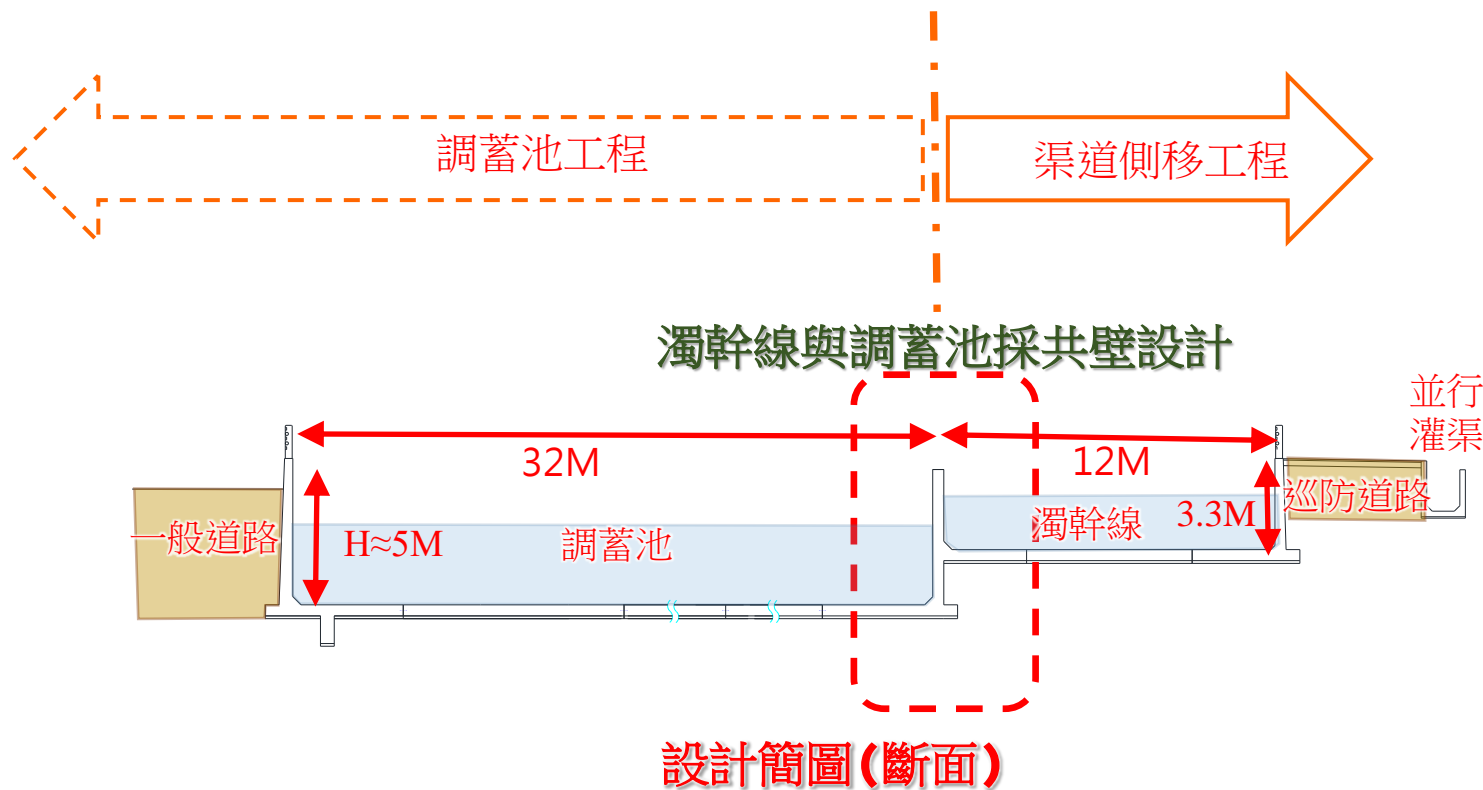 調蓄池工程
渠道側移工程
濁幹線與調蓄池採共壁設計
並行
灌渠
32M
12M
一般道路
H≈5M
調蓄池
濁幹線
3.3M
巡防道路
設計簡圖(斷面)